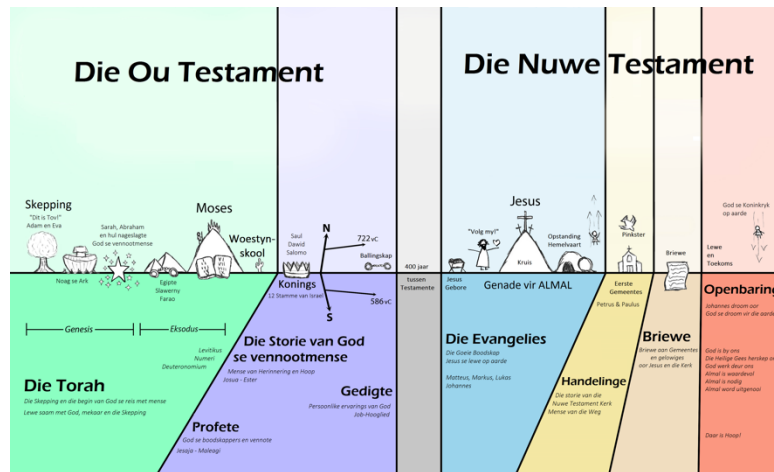 Die Ou Testament
Die Nuwe Testament
Skepping
"Dit is Tov!"
Adam en Eva
Noag se Ark
Sarah, Abraham
en hul nageslagte
God se vennootmense
Egipte
Slawerny
Farao
Moses
Woestyn-
skool
Genesis
Eksodus
Levitikus
Numeri
Deuteronomium
Die Torah
Die Skepping en die begin van God se reis met mense
Lewe saam met God, mekaar en die Skepping
Saul
Dawid
Salomo
Konings
12 Stamme van Israel
N
S
722 vC
586 vC
Ballingskap
Die Storie van God
se vennootmense
Mense van Herinnering en Hoop
Josua - Ester
Gedigte
Persoonlike ervarings van God
Job-Hooglied
Profete
God se boodskappers en vennote
Jesaja - Maleagi
400 jaar
tussen
Testamente
Jesus
Gebore
"Volg my!"
Jesus
Kruis
Opstanding
Hemelvaart
Genade vir ALMAL
Die Evangelies
Die Goeie Boodskap
Jesus se lewe op aarde
Matteus, Markus, Lukas
Johannes
Pinkster
Eerste
Gemeentes
Petrus & Paulus
Handelinge
Die storie van die
Nuwe Testament Kerk
Mense van die Weg
Briewe
Briewe
Briewe aan Gemeentes
en gelowiges
oor Jesus en die Kerk
God se Koninkryk
op aarde
Lewe
en
Toekoms
Openbaring
Johannes droom oor
God se droom vir die aarde
God is by ons
Die Heilige Gees herskep on
God werk deur ons
Almal is waardevol
Almal is nodig
Almal word uitgenooi
Daar is Hoop!